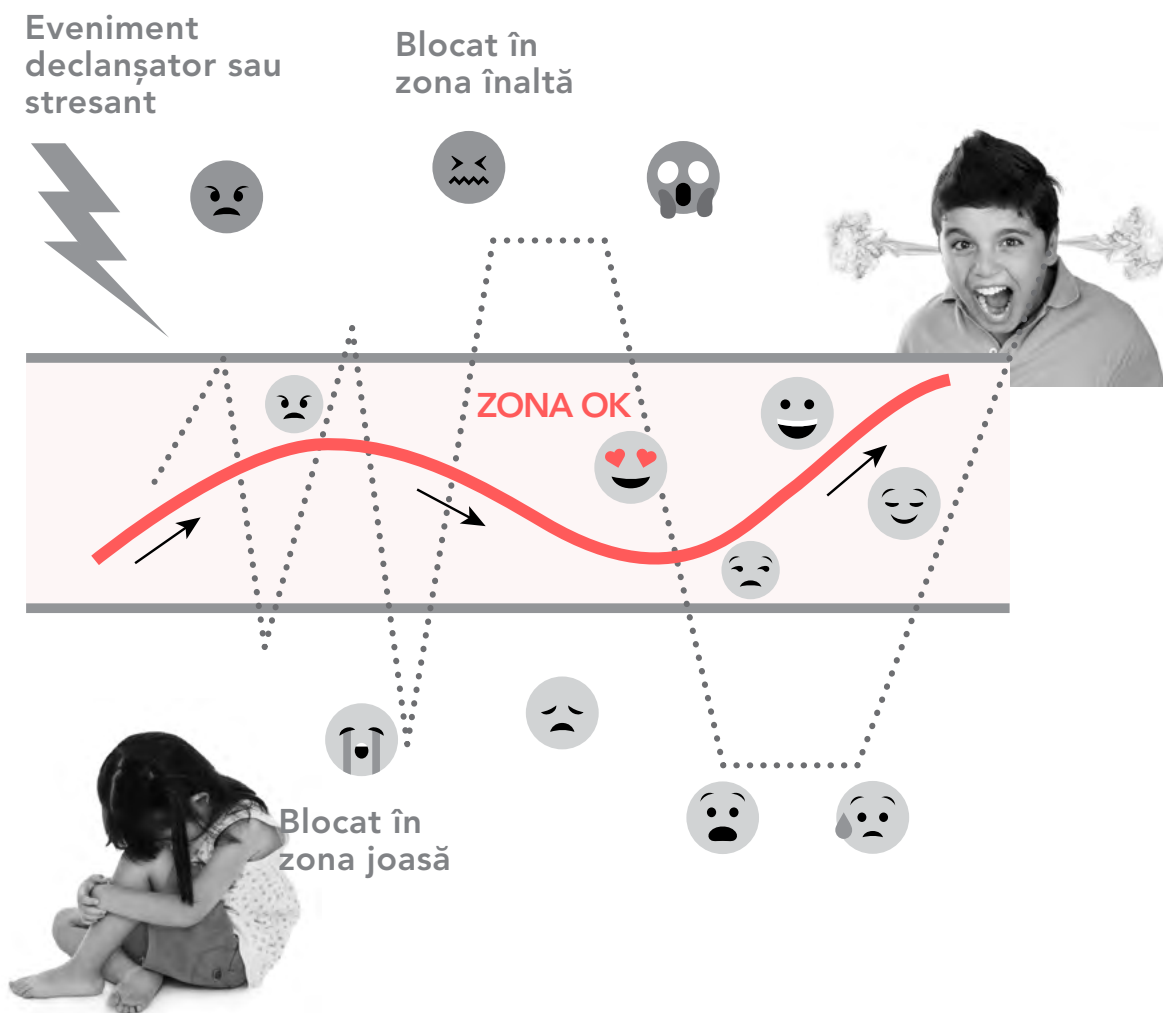 Eveniment
declanșator sau
stresant
Blocat în
zona înaltă
ZONA OK
Blocat în
zona joasă